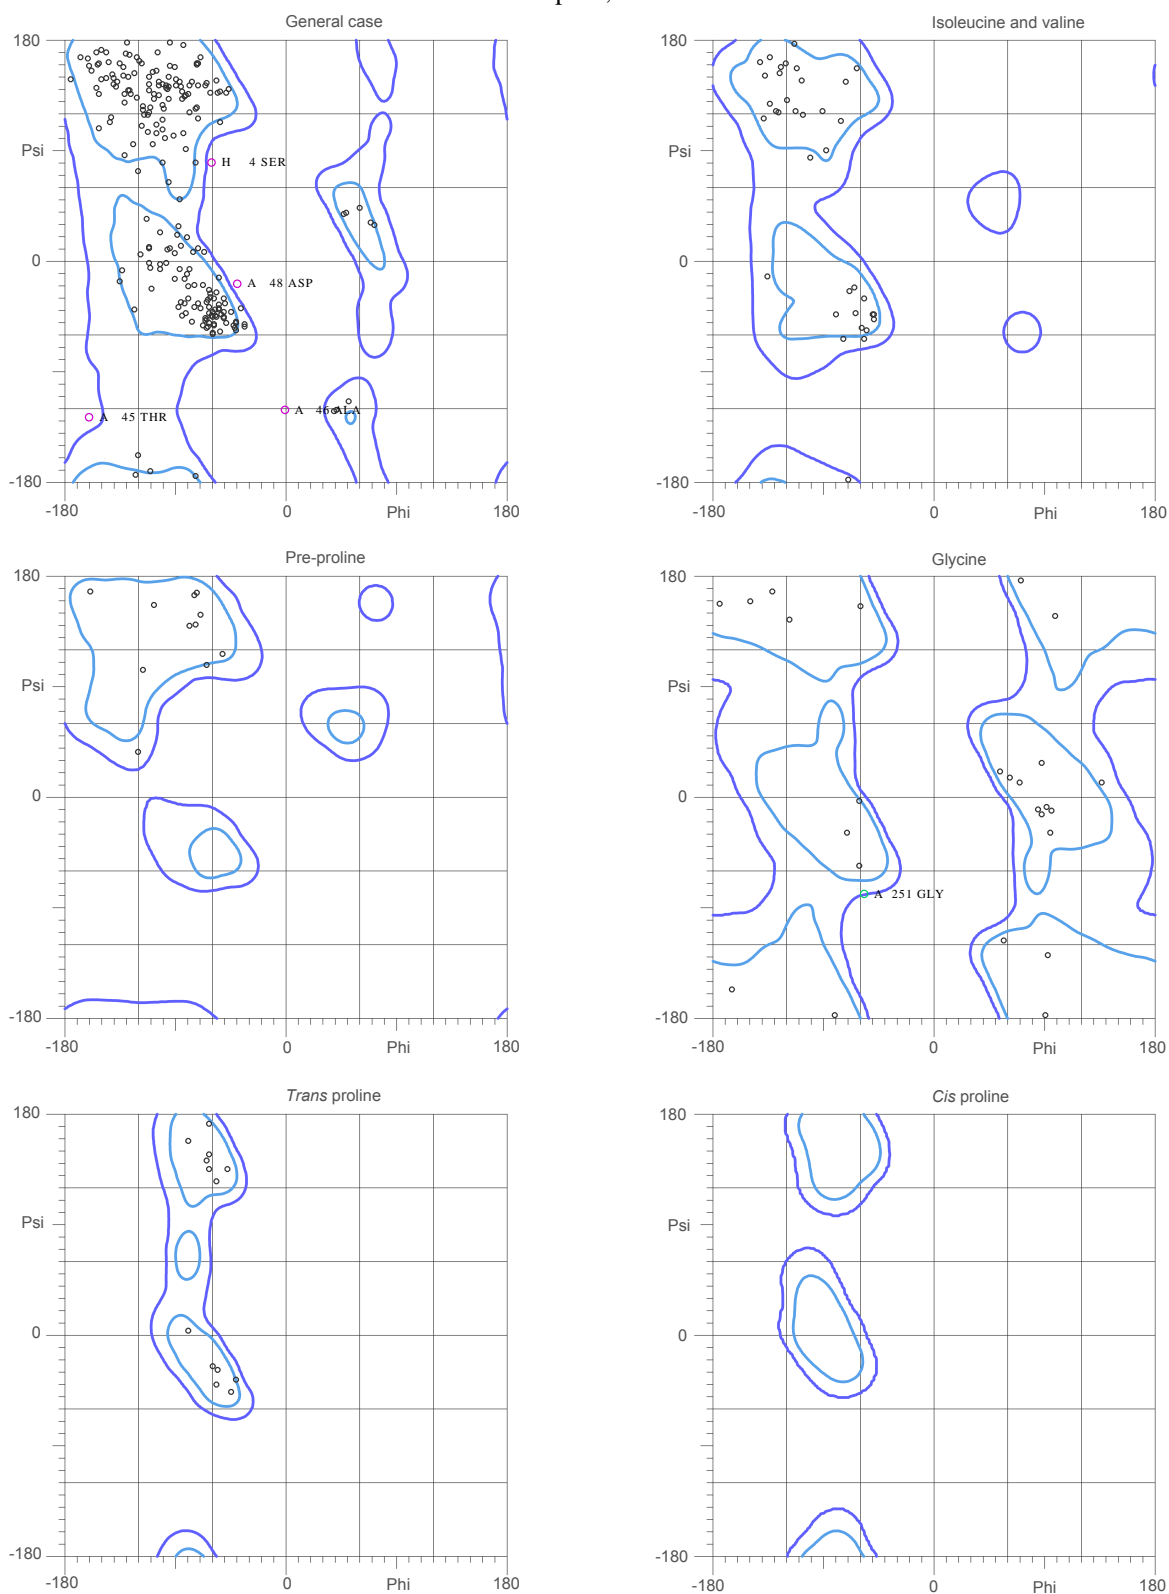 General case
180
Psi
0
-180
-180
0
Phi
180
H 4 SER
A 48 ASP
A 45 THR
A 46 ALA
Isoleucine and valine
180
Psi
0
-180
-180
0
Phi
180
Pre-proline
180
Psi
0
-180
-180
0
Phi
180
Glycine
180
Psi
0
-180
-180
0
Phi
180
A 251 GLY
Trans proline
180
Psi
0
-180
-180
0
Phi
180
Cis proline
180
Psi
0
-180
-180
0
Phi
180